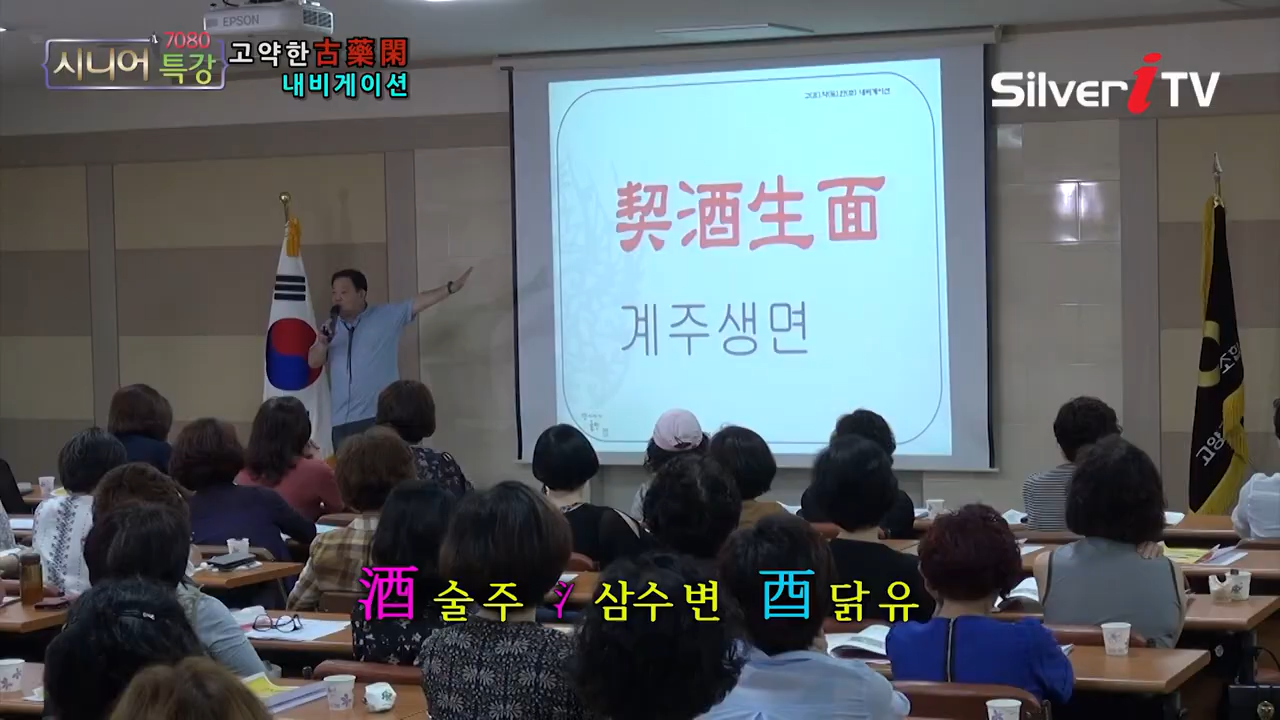 EPSON
시니어 7080 특강
고약한古藥閑
내비게이션
Silver i TV
契酒生面
계주생면
酒 술주 氵 삼수변 酉 닭유